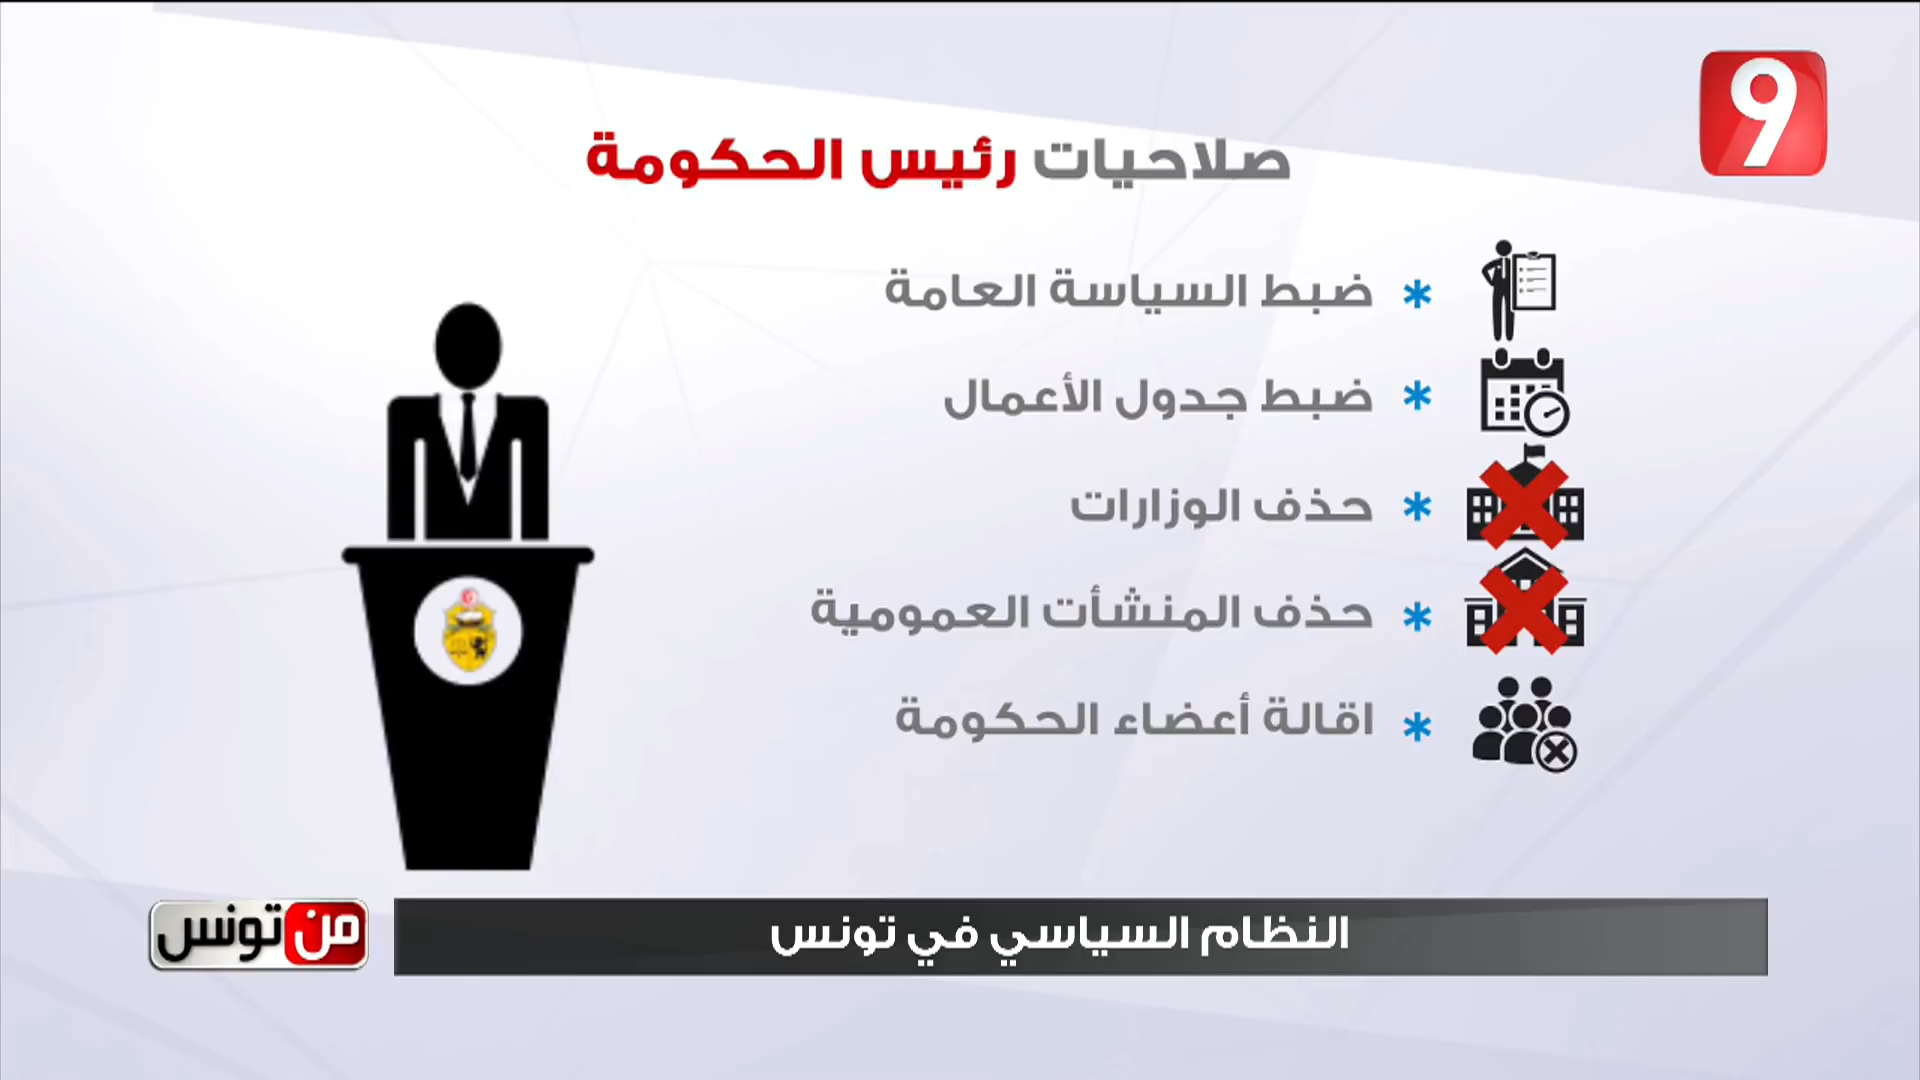 9
صلاحيات رئيس الحكومة
* ضبط السياسة العامة
* ضبط جدول الأعمال
* حذف الوزارات
* حذف المنشأت العمومية
* اقالة أعضاء الحكومة
النظام السياسي في تونس
من تونس